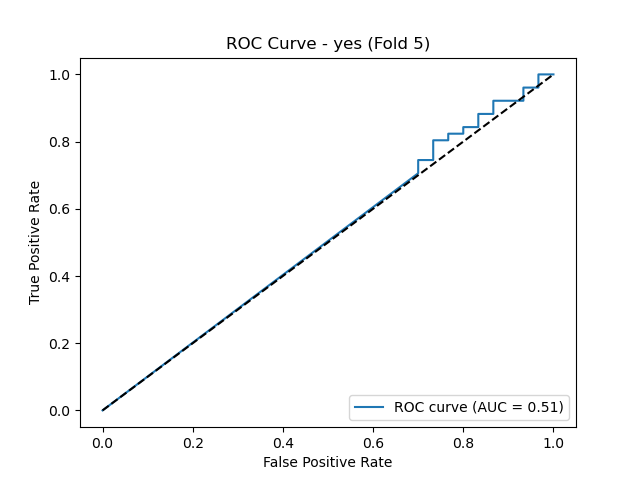 ROC Curve - yes (Fold 5)
True Positive Rate
1.0
0.8
0.6
0.4
0.2
0.0
ROC curve (AUC = 0.51)
0.0 0.2 0.4 0.6 0.8 1.0
False Positive Rate